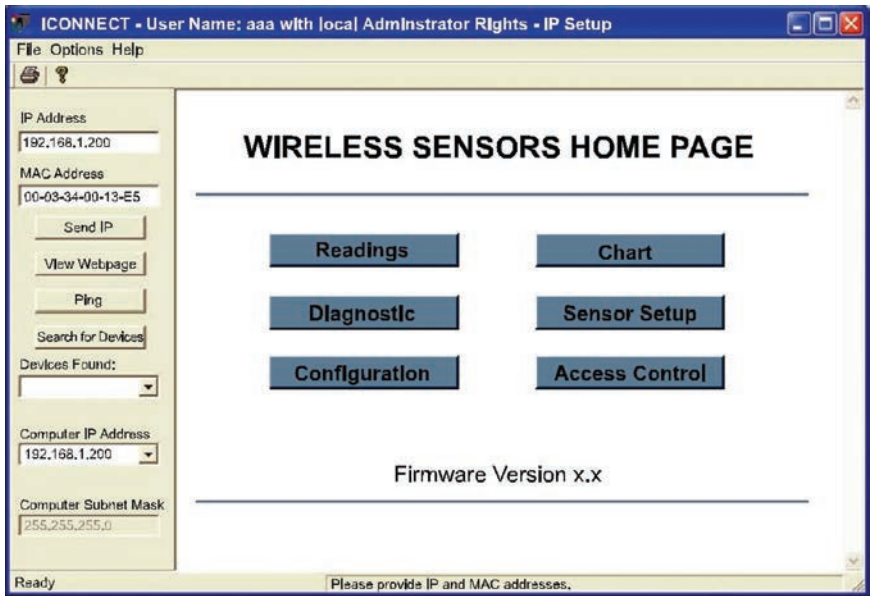 ICONNECT - User Name: aaa with local Adminstrator Rights - IP Setup
File Options Help
IP Address
192.168.1.200
MAC Address
00-03-34-00-13-E5
Send IP
View Webpage
Ping
Search for Devices
Devices Found:
Computer IP Address
192.168.1.200
Computer Subnet Mask
255.255.255.0
WIRELESS SENSORS HOME PAGE
Readings
Chart
Diagnostic
Sensor Setup
Configuration
Access Control
Firmware Version x.x
Ready
Please provide IP and MAC addresses.